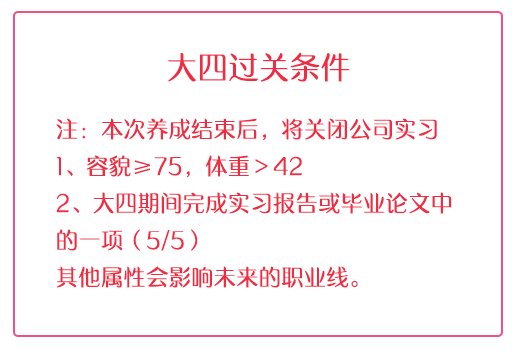 大四过关条件
注：本次养成结束后，将关闭公司实习
1、容貌≥75，体重＞42
2、大四期间完成实习报告或毕业论文中
的一项（5/5）
其他属性会影响未来的职业线。